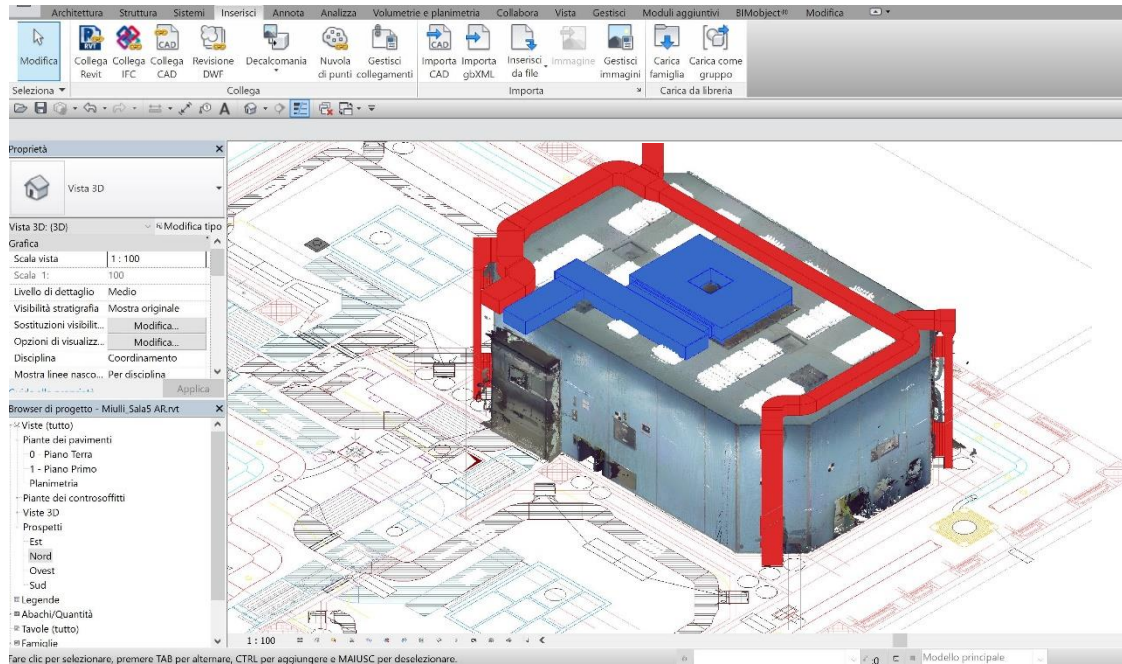 Architettura Struttura Sistemi Inserisci Annota Analizza Volumetrie e planimetria Collabora Vista Gestisci Moduli aggiuntivi BIMobject® Modifica
Modifica Collega Revit Collega IFC Collega CAD Revisione DWF Decalcomania Nuvola di punti Gestisci collegamenti Importa CAD Importa gbXML Inserisci da file Immagine Gestisci immagini Carica famiglia Carica come gruppo
Seleziona Collega Importa Carica da libreria
Proprietà
Vista 3D
Vista 3D: (3D) Modifica tipo
Grafica
Scala vista 1 : 100
Scala 1: 100
Livello di dettaglio Medio
Visibilità stratigrafia Mostra originale
Sostituzioni visibilit... Modifica...
Opzioni di visualizz... Modifica...
Disciplina Coordinamento
Mostra linee nasco... Per disciplina
Applica
Browser di progetto - Miulli_Sala5 AR.rvt
Viste (tutto)
Piante dei pavimenti
0 - Piano Terra
1 - Piano Primo
Planimetria
Piante dei controsoffitti
Viste 3D
Prospetti
Est
Nord
Ovest
Sud
Legende
Abachi/Quantità
Tavole (tutto)
Famiglie
1 : 100
Fare clic per selezionare, premere TAB per alternare, CTRL per aggiungere e MAIUSC per deselezionare. :0 Modello principale